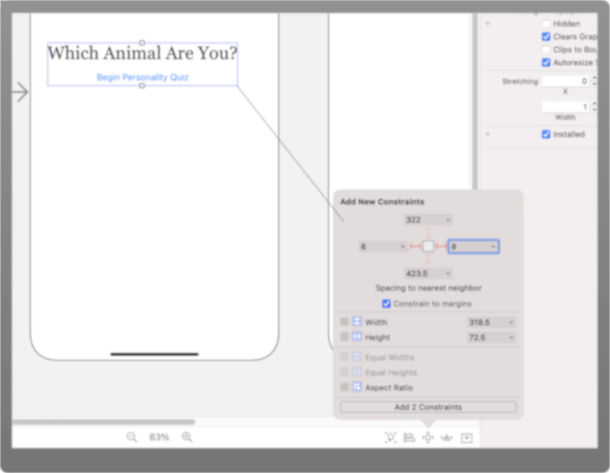 Hidden
Clears Grap
Clips to Bou
Autoresize S
Stretching 0
X
1
Width
Installed
Which Animal Are You?
Begin Personality Quiz
Add New Constraints
322
8 8
423.5
Spacing to nearest neighbor
Constrain to margins
Width 318.5
Height 72.5
Equal Widths
Equal Heights
Aspect Ratio
Add 2 Constraints
83%